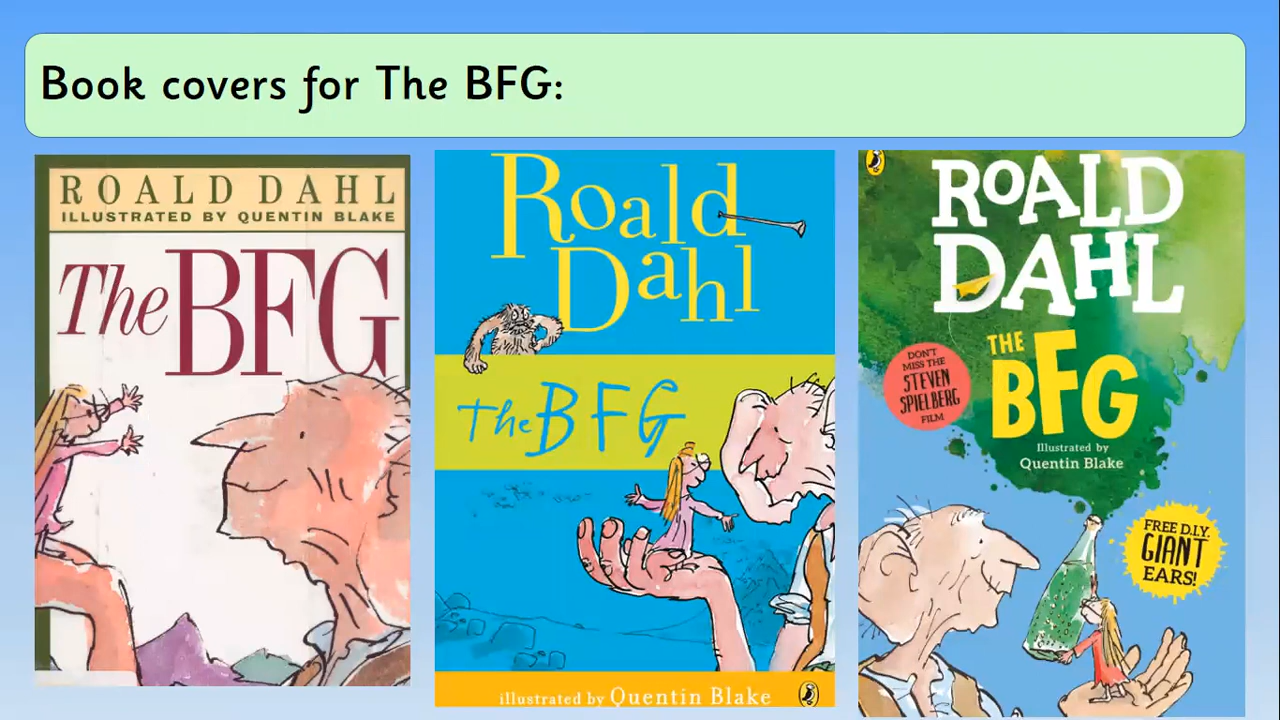 Book covers for The BFG:
ROALD DAHL
ILLUSTRATED BY QUENTIN BLAKE
The BFG
Roald
Dahl
The BFG
illustrated by Quentin Blake
ROALD
DAHL
THE
BFG
Illustrated by
Quentin Blake
DON'T
MISS THE
STEVEN
SPIELBERG
FILM
FREE D.I.Y.
GIANT
EARS!